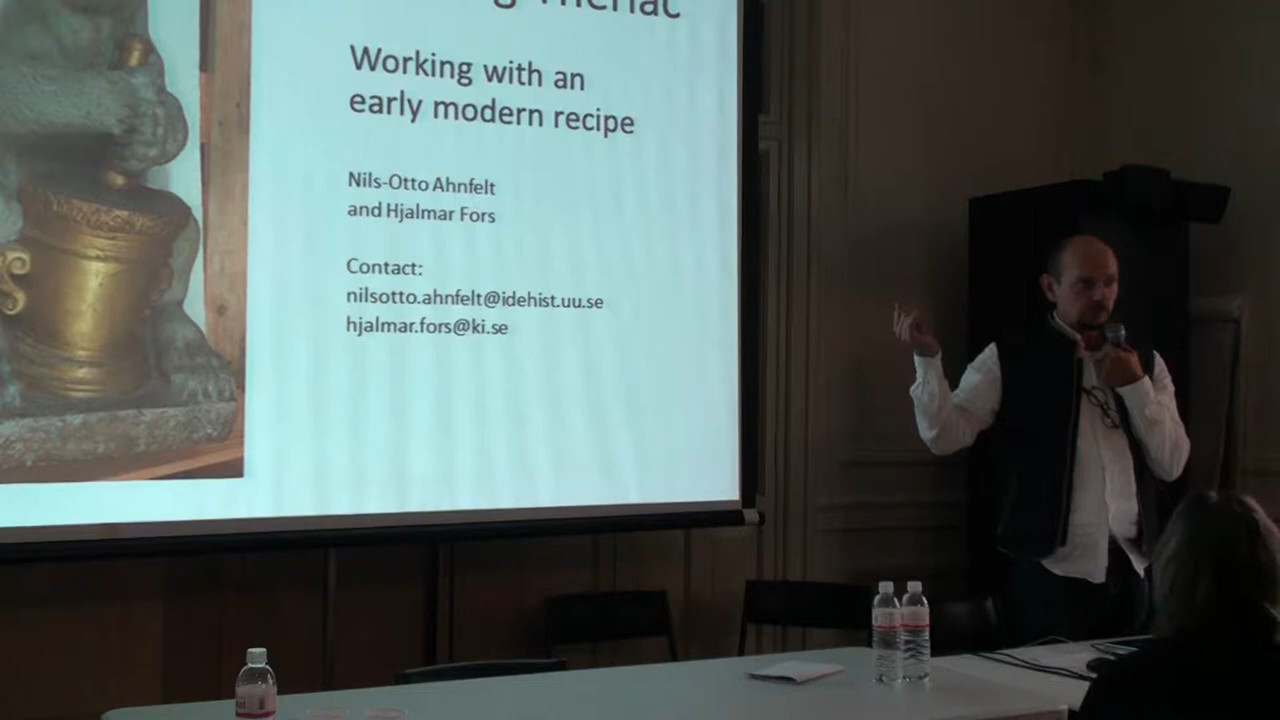 Working with an
early modern recipe
Nils-Otto Ahnfelt
and Hjalmar Fors
Contact:
nilsotto.ahnfelt@idehist.uu.se
hjalmar.fors@ki.se